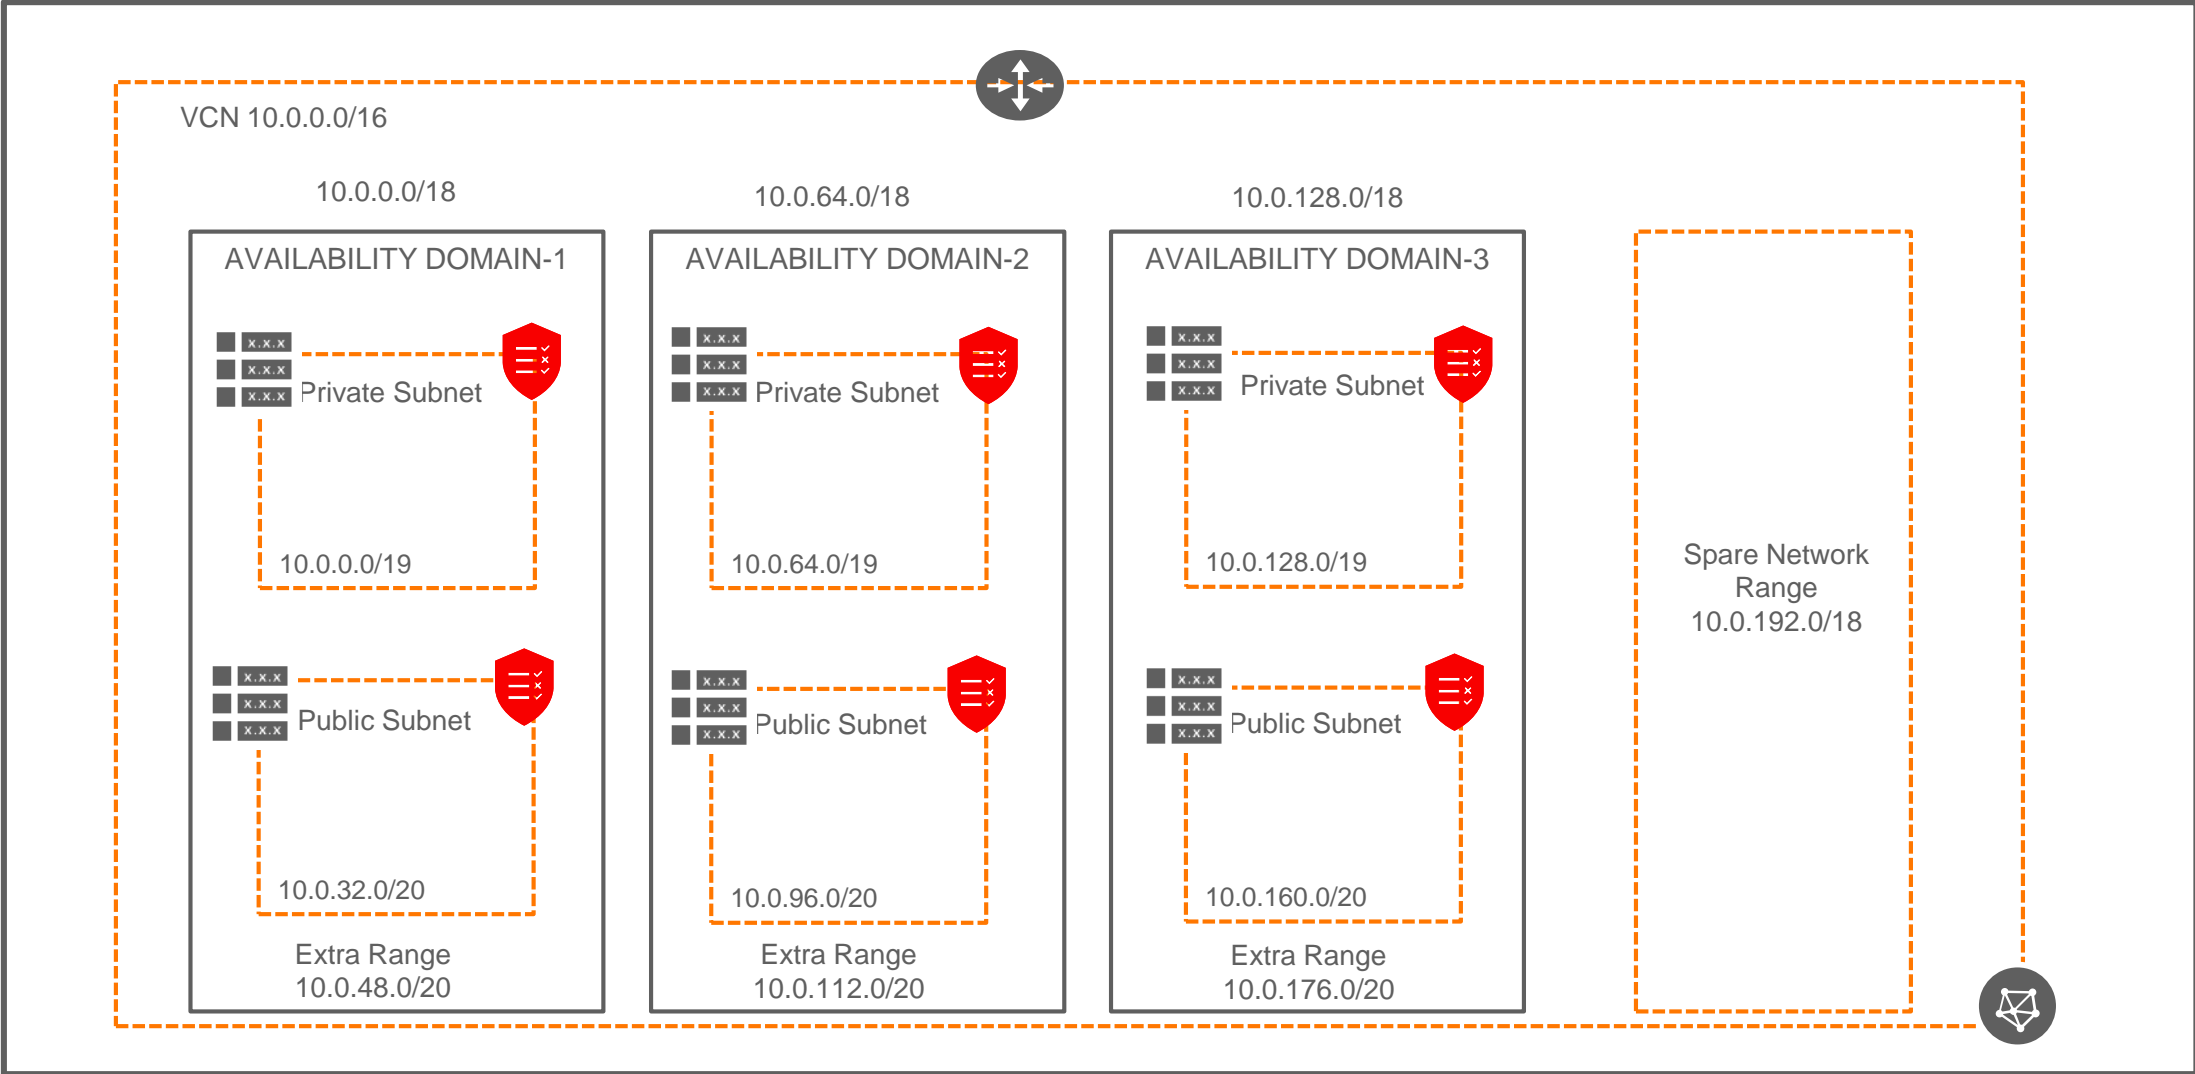 VCN 10.0.0.0/16
10.0.0.0/18
10.0.64.0/18
10.0.128.0/18
AVAILABILITY DOMAIN-1
x.x.x
x.x.x
x.x.x
Private Subnet
10.0.0.0/19
x.x.x
x.x.x
x.x.x
Public Subnet
10.0.32.0/20
Extra Range
10.0.48.0/20
AVAILABILITY DOMAIN-2
x.x.x
x.x.x
x.x.x
Private Subnet
10.0.64.0/19
x.x.x
x.x.x
x.x.x
Public Subnet
10.0.96.0/20
Extra Range
10.0.112.0/20
AVAILABILITY DOMAIN-3
x.x.x
x.x.x
x.x.x
Private Subnet
10.0.128.0/19
x.x.x
x.x.x
x.x.x
Public Subnet
10.0.160.0/20
Extra Range
10.0.176.0/20
Spare Network
Range
10.0.192.0/18